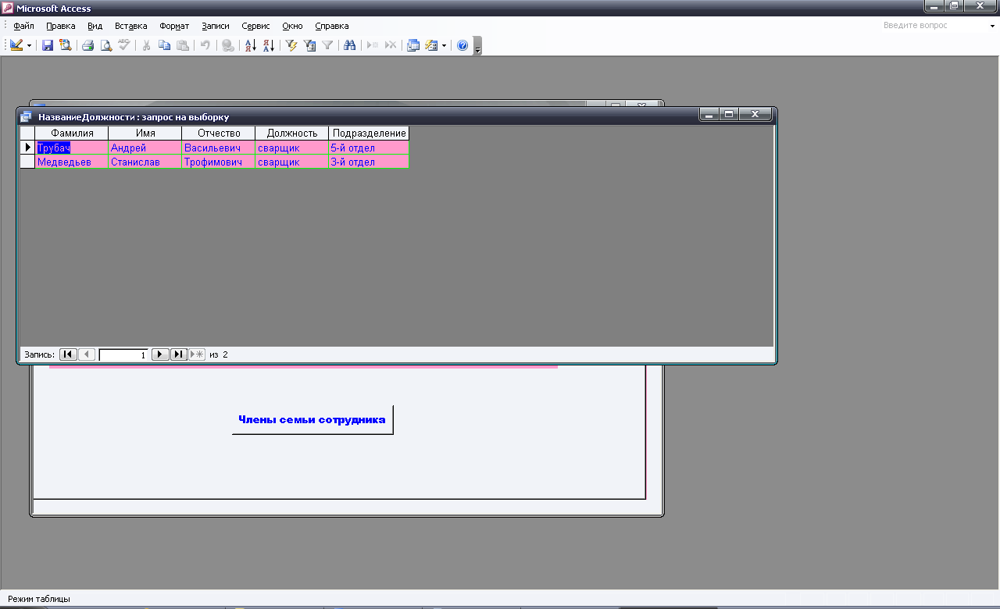 Microsoft Access
Файл Правка Вид Вставка Формат Записи Сервис Окно Справка Введите вопрос
НазваниеДолжности : запрос на выборку
Фамилия Имя Отчество Должность Подразделение
Трубач Андрей Васильевич сварщик 5-й отдел
Медведьев Станислав Трофимович сварщик 3-й отдел
Запись: 1 из 2
Члены семьи сотрудника
Режим таблицы